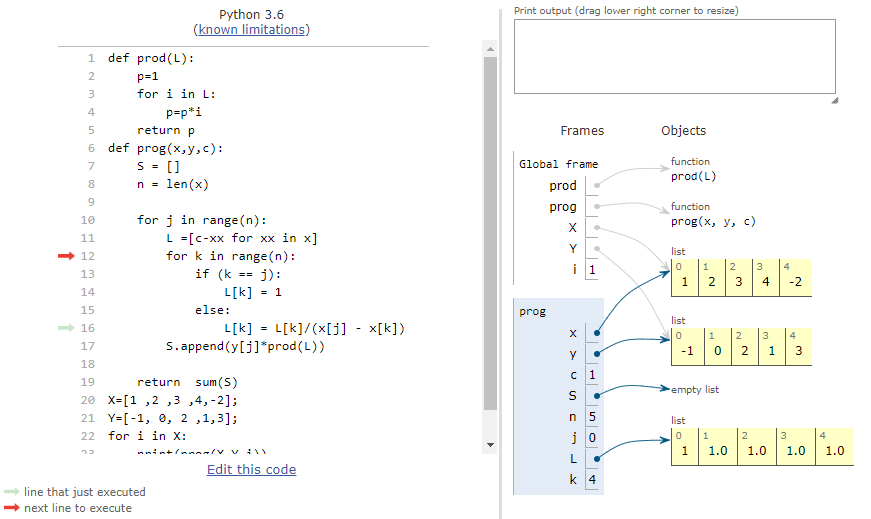 Python 3.6
(known limitations)
1 def prod(L):
2 p=1
3 for i in L:
4 p=p*i
5 return p
6 def prog(x,y,c):
7 S = []
8 n = len(x)
9
10 for j in range(n):
11 L =[c-xx for xx in x]
12 for k in range(n):
13 if (k == j):
14 L[k] = 1
15 else:
16 L[k] = L[k]/(x[j] - x[k])
17 S.append(y[j]*prod(L))
18
19 return sum(S)
20 X=[1 ,2 ,3 ,4,-2];
21 Y=[-1, 0, 2 ,1,3];
22 for i in X:
23 print(prog(X,Y,i))
Edit this code
line that just executed
next line to execute
Print output (drag lower right corner to resize)
Frames Objects
Global frame
prod
prog
X
Y
i 1
function
prod(L)
function
prog(x, y, c)
list
0 1 2 3 4
1 2 3 4 -2
prog
x
y
c 1
S
n 5
j 0
L
k 4
list
0 1 2 3 4
-1 0 2 1 3
empty list
list
0 1 2 3 4
1 1.0 1.0 1.0 1.0